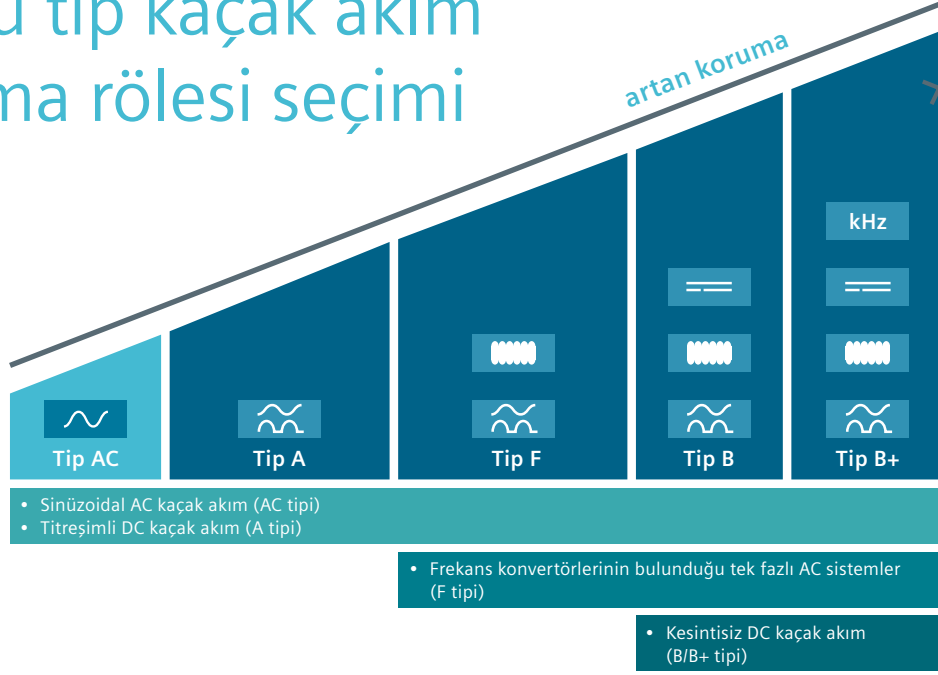 tip kaçak akım
rölesi seçimi
artan koruma
kHz
Tip AC
Tip A
Tip F
Tip B
Tip B+
• Sinüzoidal AC kaçak akım (AC tipi)
• Titreşimli DC kaçak akım (A tipi)
• Frekans konvertörlerinin bulunduğu tek fazlı AC sistemler
(F tipi)
• Kesintisiz DC kaçak akım
(B/B+ tipi)